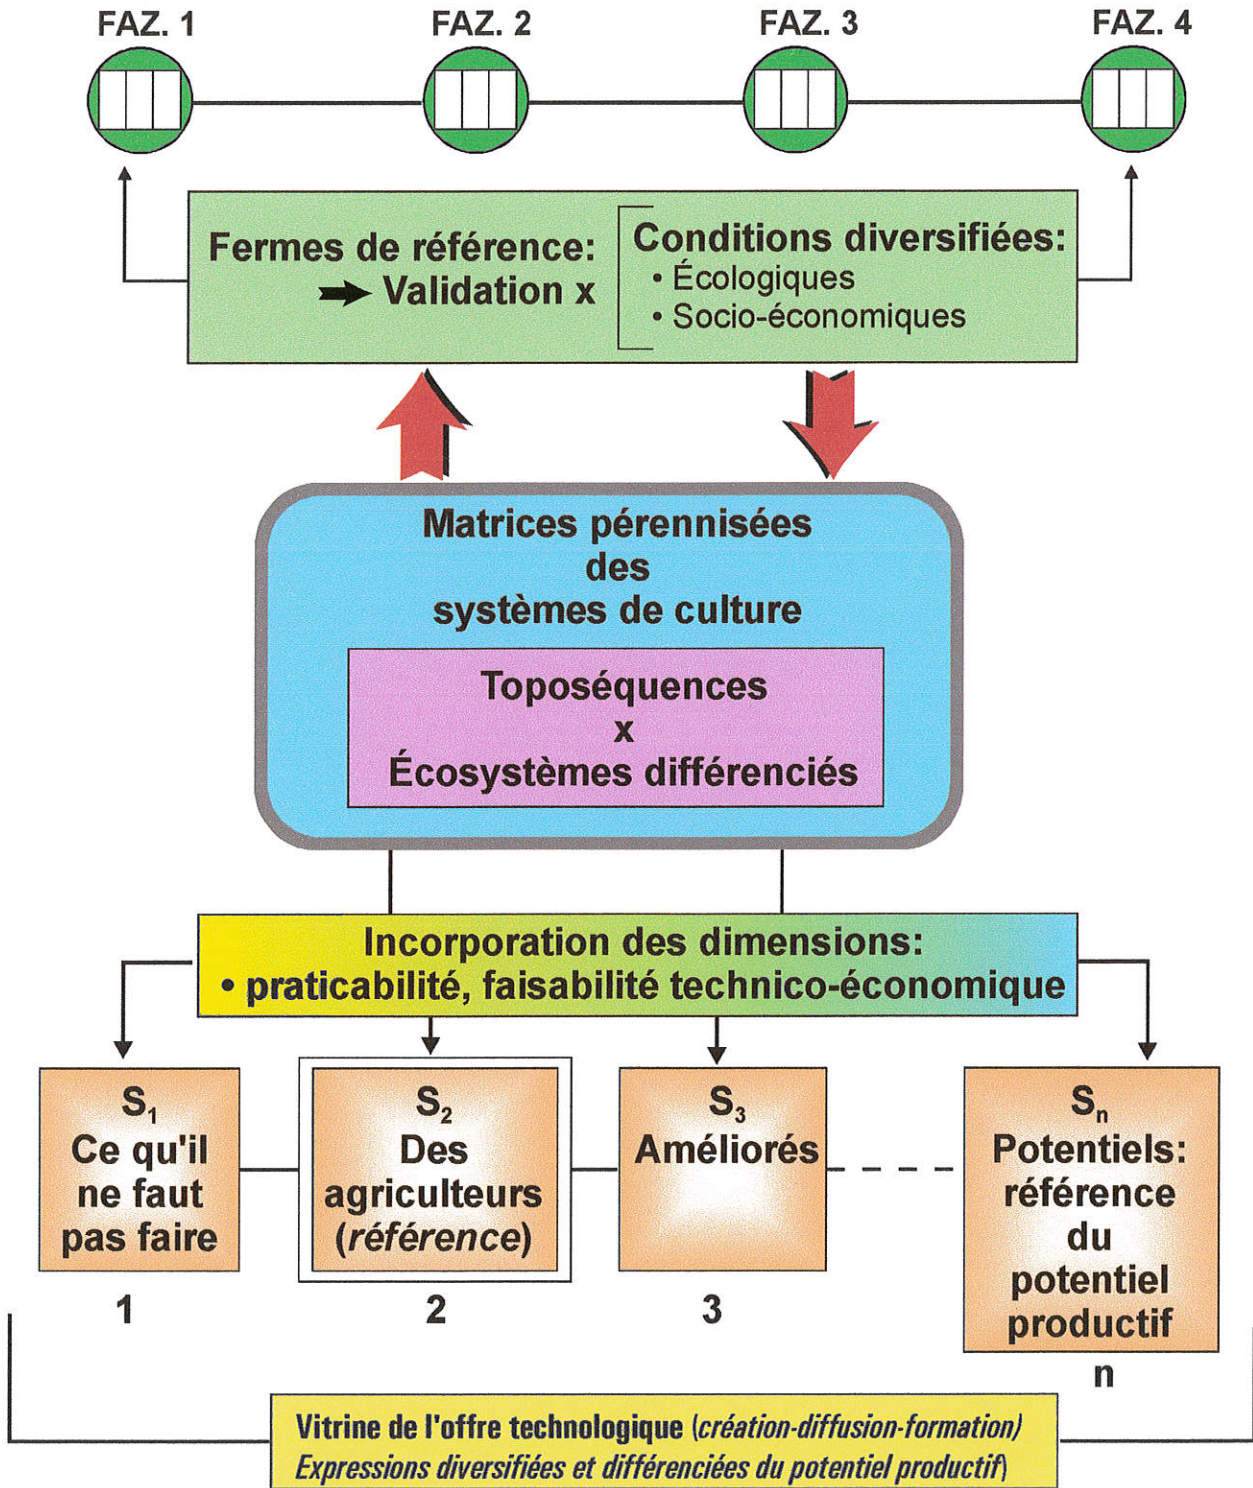 FAZ. 1
FAZ. 2
FAZ. 3
FAZ. 4
Fermes de référence:
Validation x
Conditions diversifiées:
• Écologiques
• Socio-économiques
Matrices pérennisées
des
systèmes de culture
Toposéquences
x
Écosystèmes différenciés
Incorporation des dimensions:
• praticabilité, faisabilité technico-économique
S1
Ce qu'il
ne faut
pas faire
1
S2
Des
agriculteurs
(référence)
2
S3
Améliorés
3
Sn
Potentiels:
référence
du
potentiel
productif
n
Vitrine de l'offre technologique (création-diffusion-formation)
Expressions diversifiées et différenciées du potentiel productif)